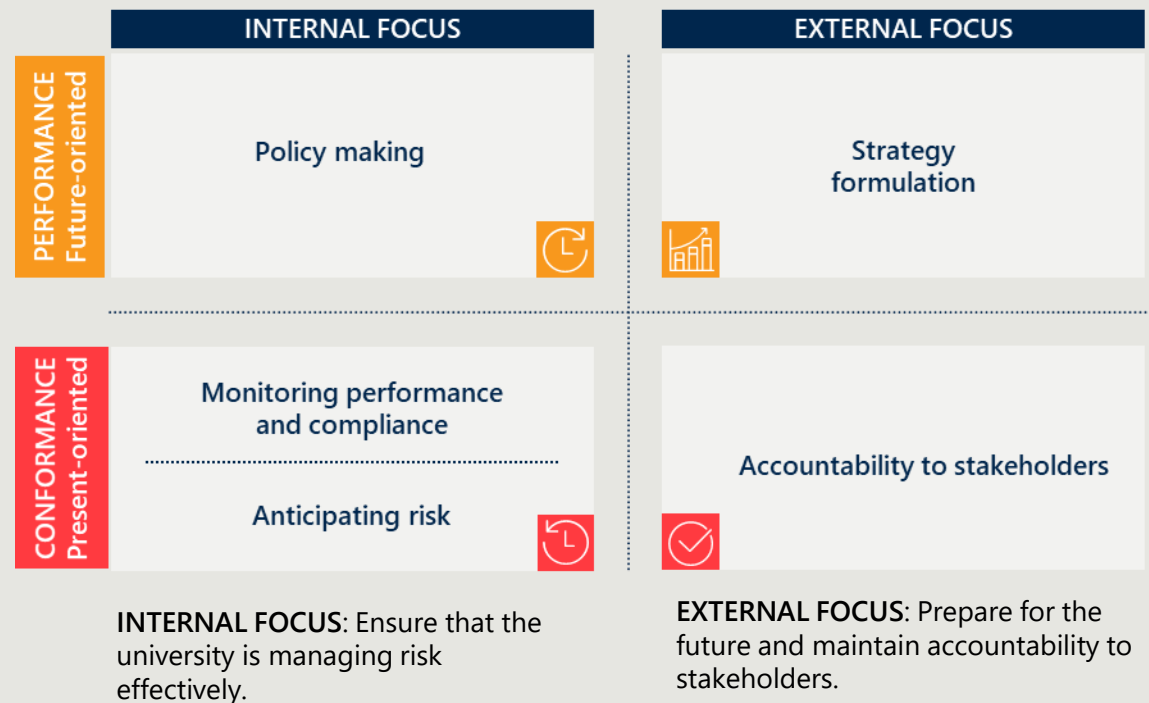 INTERNAL FOCUS
EXTERNAL FOCUS
PERFORMANCE
Future-oriented
Policy making
Strategy
formulation
CONFORMANCE
Present-oriented
Monitoring performance
and compliance
Anticipating risk
Accountability to stakeholders
INTERNAL FOCUS: Ensure that the
university is managing risk
effectively.
EXTERNAL FOCUS: Prepare for the
future and maintain accountability to
stakeholders.